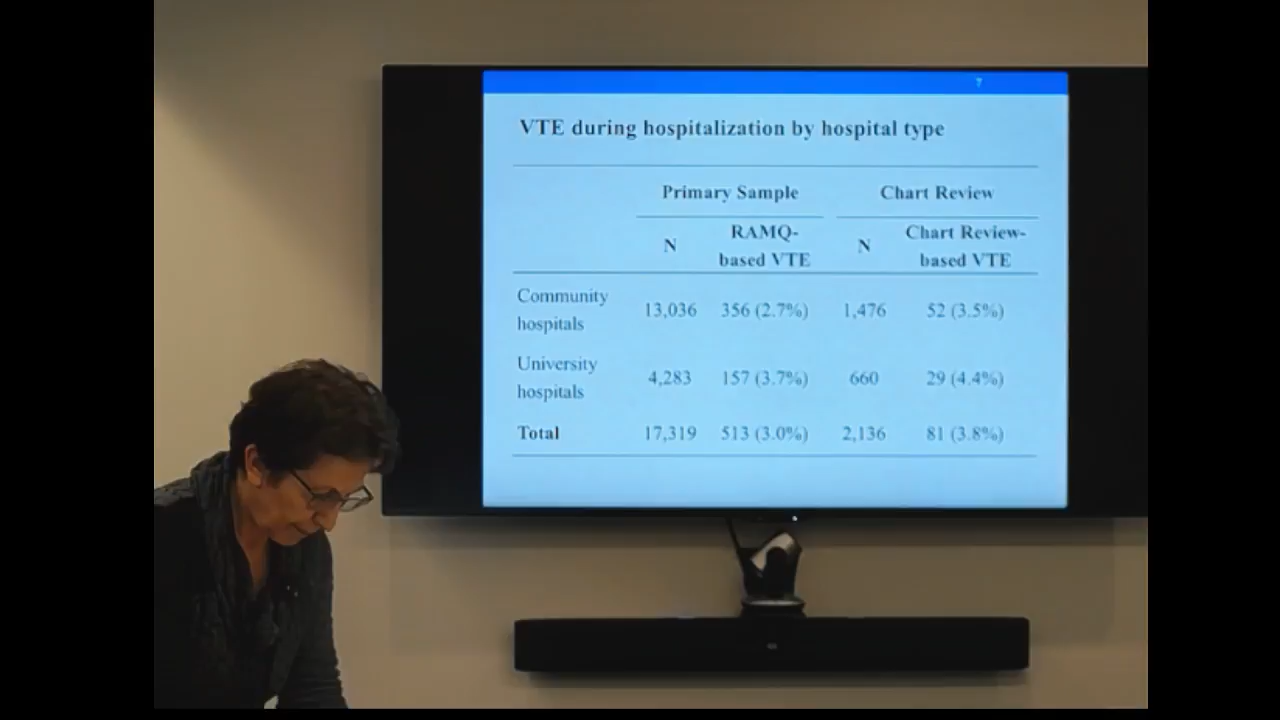 7
VTE during hospitalization by hospital type
Primary Sample Chart Review
N RAMQ-based VTE N Chart Review-based VTE
Community hospitals 13,036 356 (2.7%) 1,476 52 (3.5%)
University hospitals 4,283 157 (3.7%) 660 29 (4.4%)
Total 17,319 513 (3.0%) 2,136 81 (3.8%)